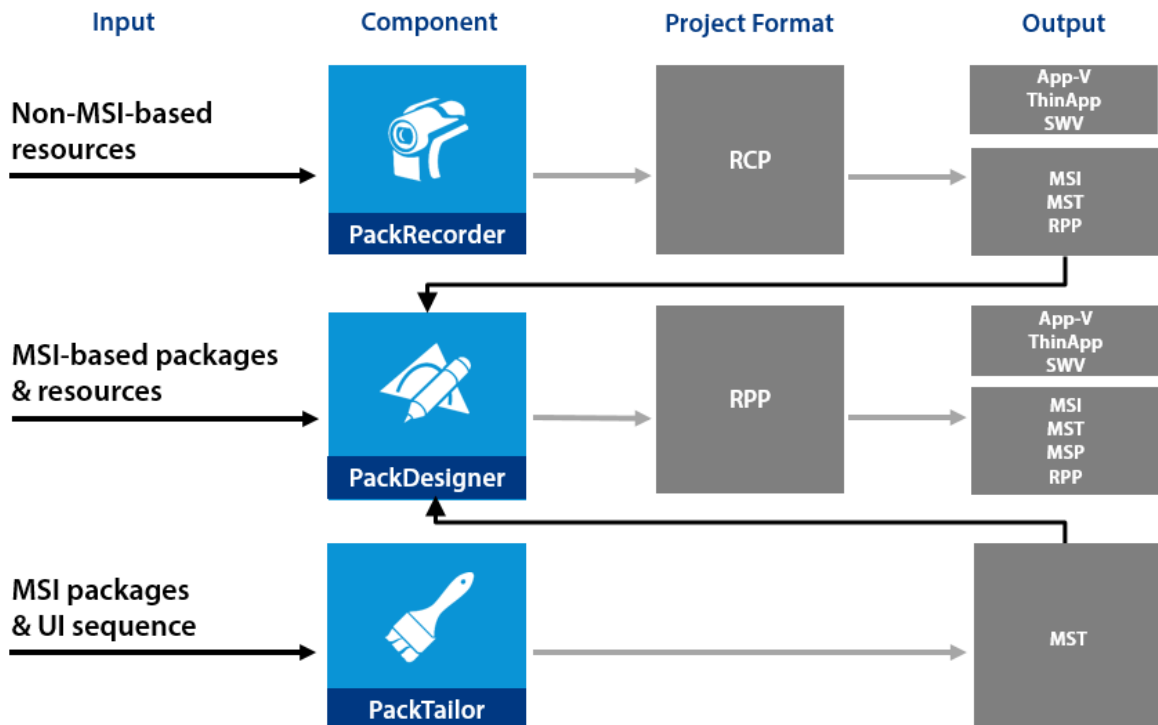 Input
Component
Project Format
Output
Non-MSI-based
resources
PackRecorder
RCP
App-V
ThinApp
SWV
MSI
MST
RPP
MSI-based packages
& resources
PackDesigner
RPP
App-V
ThinApp
SWV
MSI
MST
MSP
RPP
MSI packages
& UI sequence
PackTailor
MST